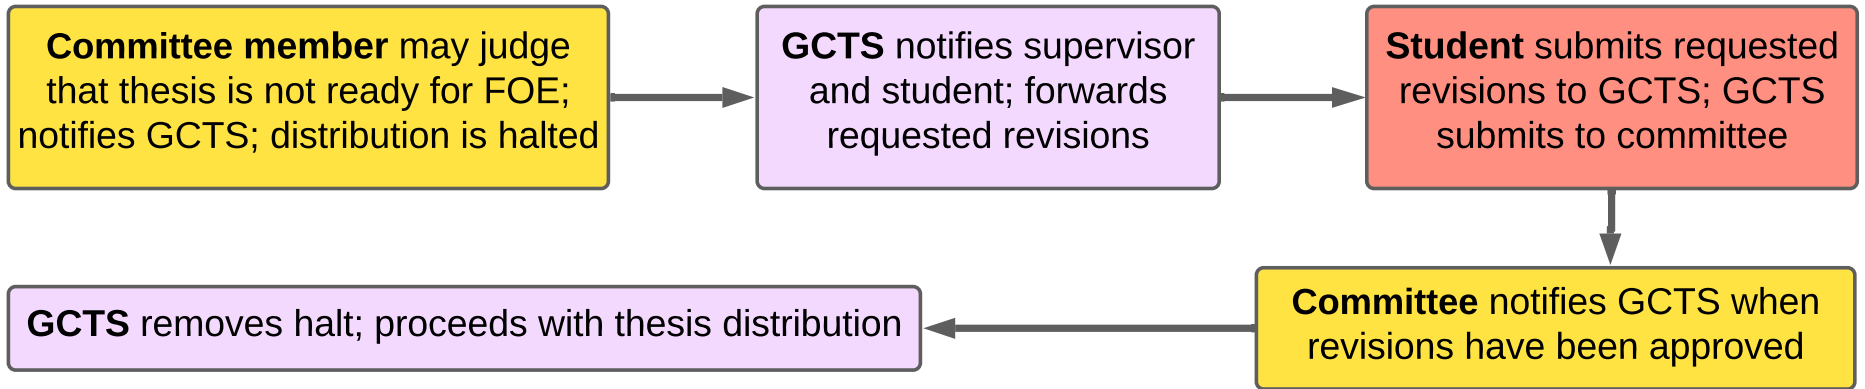 Committee member may judge
that thesis is not ready for FOE;
notifies GCTS; distribution is halted
GCTS notifies supervisor
and student; forwards
requested revisions
Student submits requested
revisions to GCTS; GCTS
submits to committee
Committee notifies GCTS when
revisions have been approved
GCTS removes halt; proceeds with thesis distribution